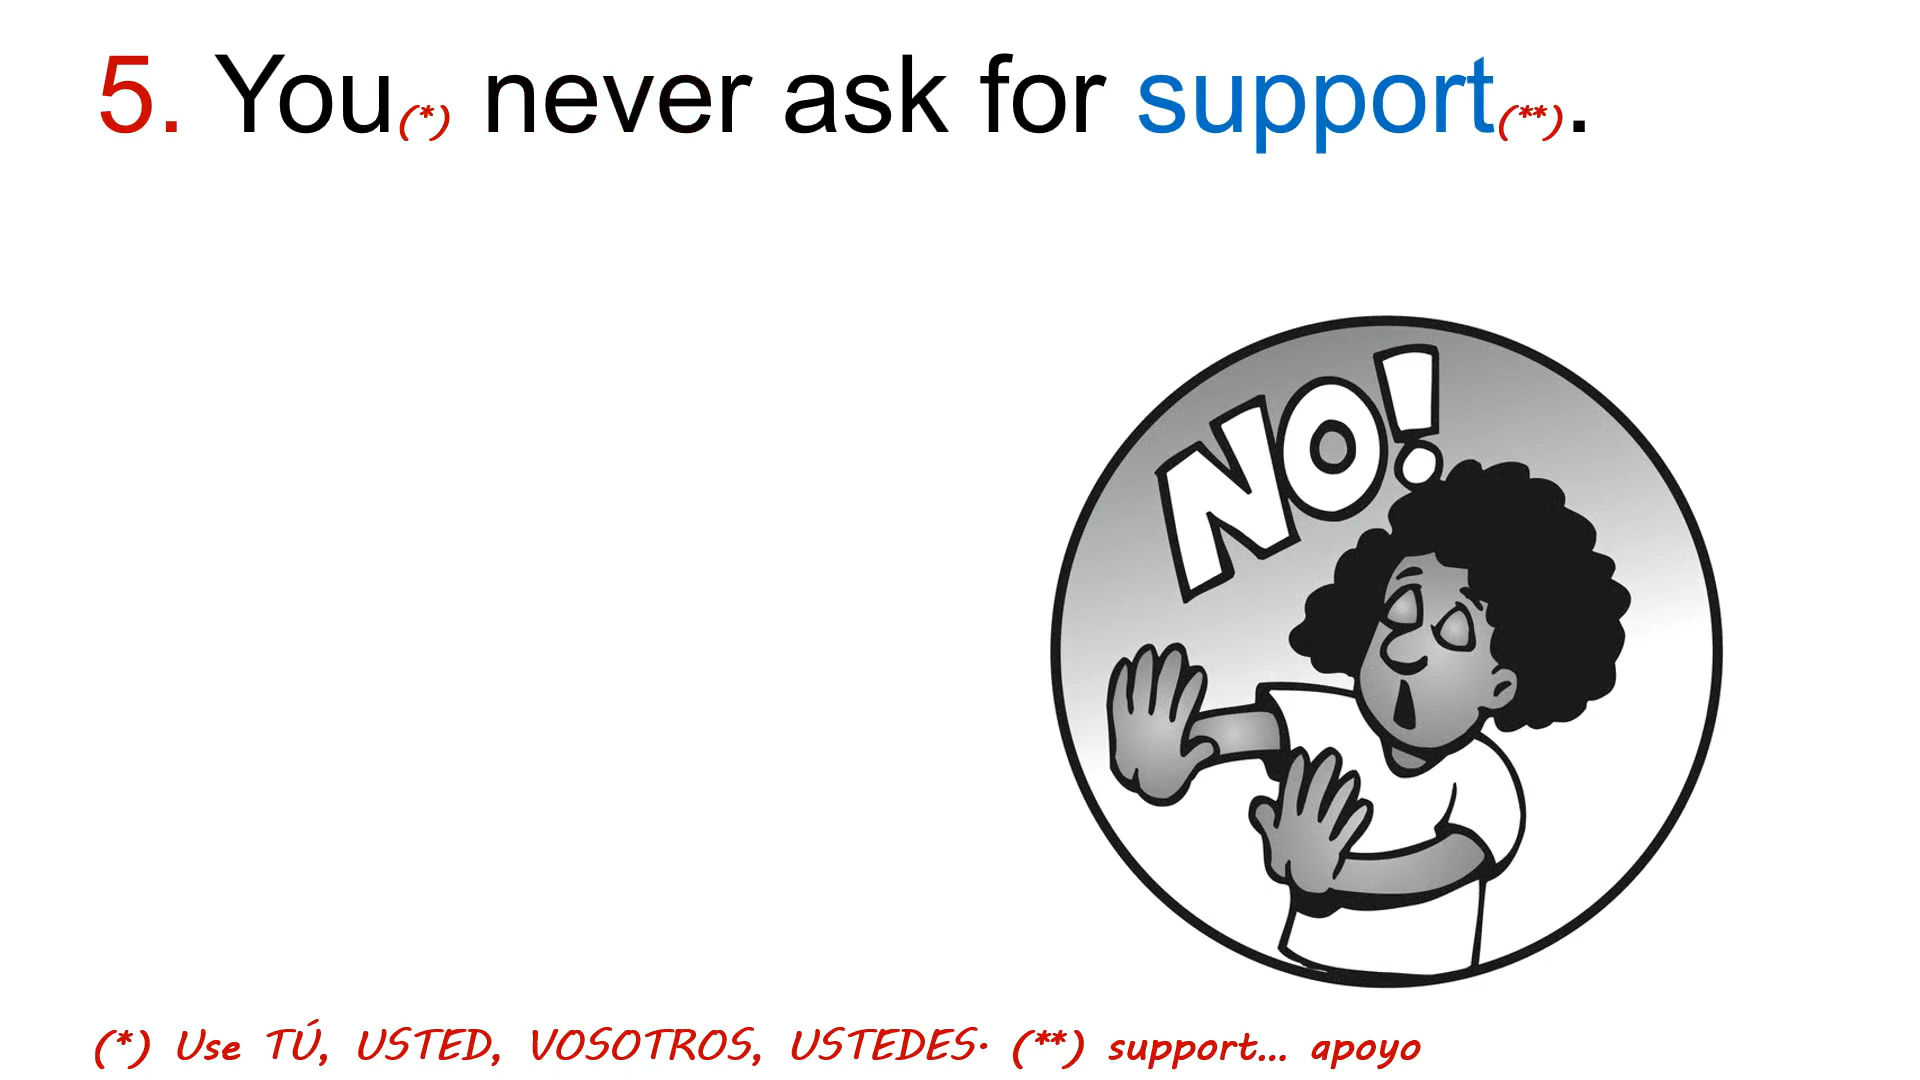 5. You(*) never ask for support(**).
NO!
(*) Use TÚ, USTED, VOSOTROS, USTEDES. (**) support... apoyo